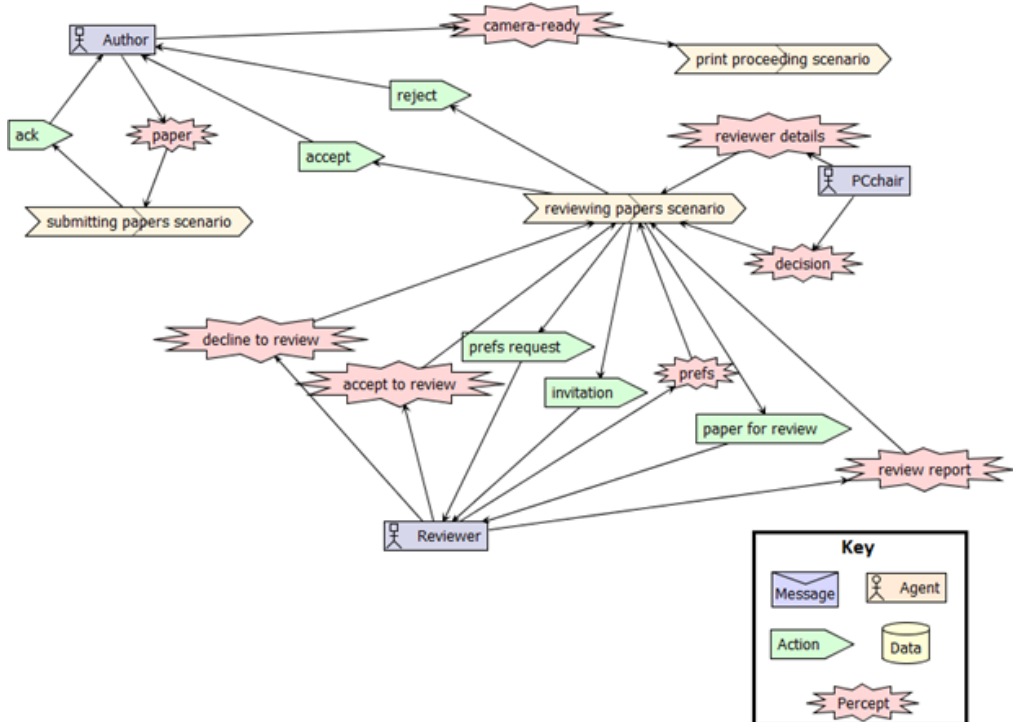 camera-ready
Author
print proceeding scenario
reject
ack
paper
reviewer details
accept
PCchair
submitting papers scenario
reviewing papers scenario
decision
decline to review
prefs request
accept to review
invitation
prefs
paper for review
review report
Reviewer
Key
Message
Agent
Action
Data
Percept